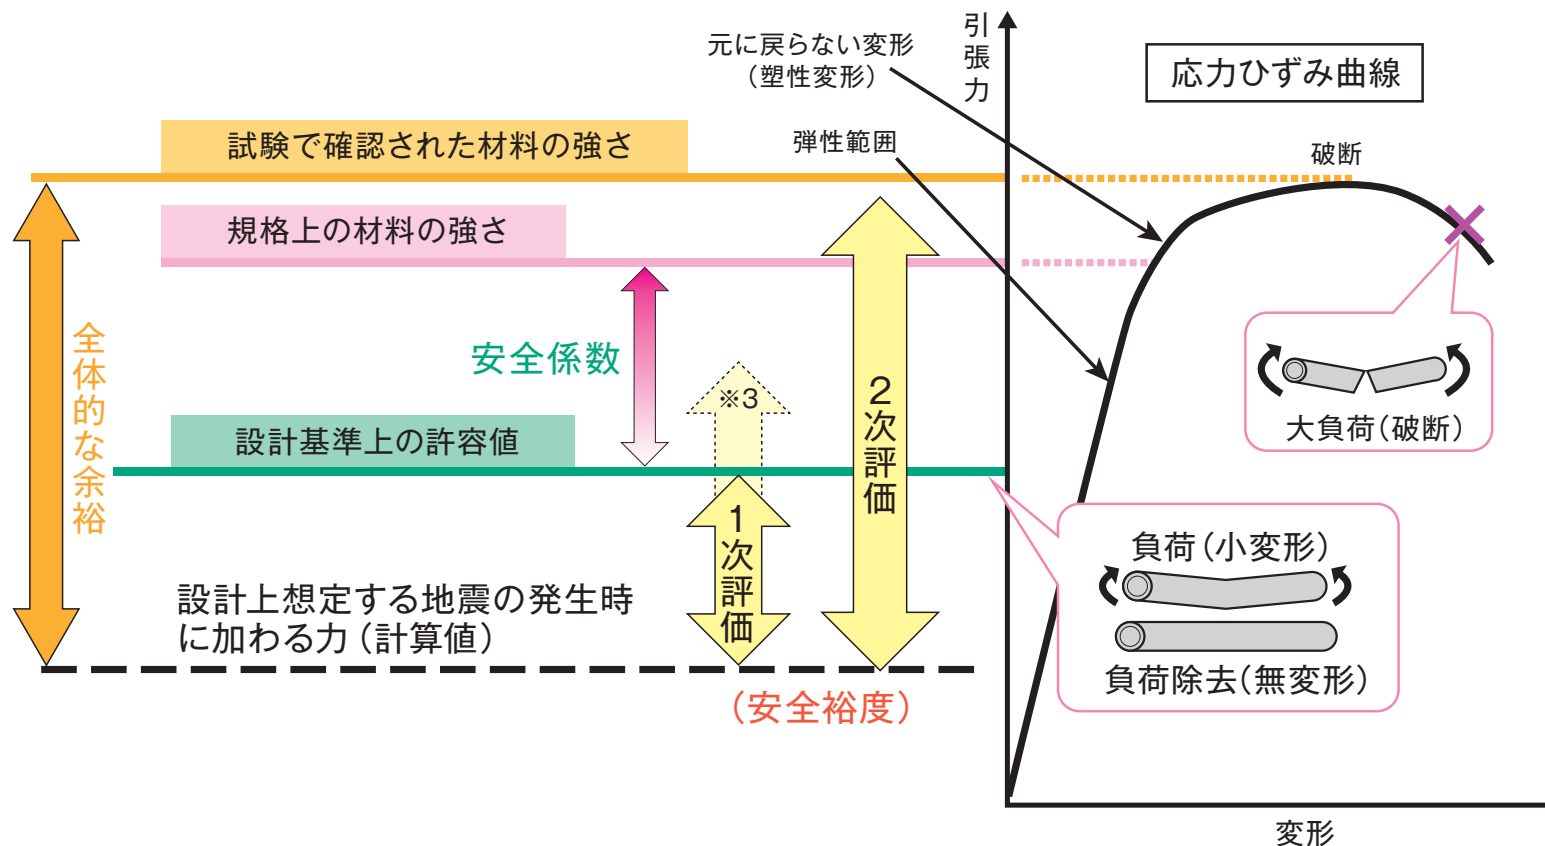 元に戻らない変形
（塑性変形）
引張力
応力ひずみ曲線
試験で確認された材料の強さ
弾性範囲
破断
規格上の材料の強さ
全体的な余裕
安全係数
※3
2次評価
大負荷（破断）
設計基準上の許容値
1次評価
負荷（小変形）
設計上想定する地震の発生時
に加わる力（計算値）
負荷除去（無変形）
（安全裕度）
変形